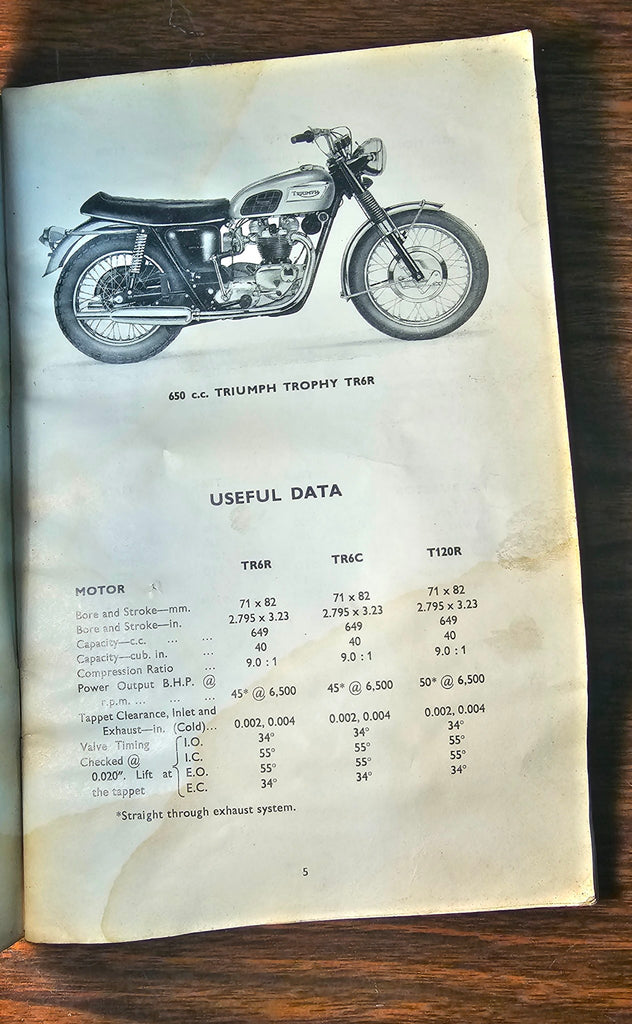 TRIUMPH
650 c.c. TRIUMPH TROPHY TR6R
USEFUL DATA
TR6R TR6C T120R
MOTOR
Bore and Stroke—mm. 71 x 82 71 x 82 71 x 82
Bore and Stroke—in. 2.795 x 3.23 2.795 x 3.23 2.795 x 3.23
Capacity—c.c. ... ... 649 649 649
Capacity—cub. in. ... 40 40 40
Compression Ratio ... 9.0 : 1 9.0 : 1 9.0 : 1
Power Output B.H.P. @
r.p.m. ... ... ... 45* @ 6,500 45* @ 6,500 50* @ 6,500
Tappet Clearance, Inlet and
Exhaust—in. (Cold)... 0.002, 0.004 0.002, 0.004 0.002, 0.004
Valve Timing I.O. 34° 34° 34°
Checked @ I.C. 55° 55° 55°
0.020″. Lift at E.O. 55° 55° 55°
the tappet E.C. 34° 34° 34°
*Straight through exhaust system.
5